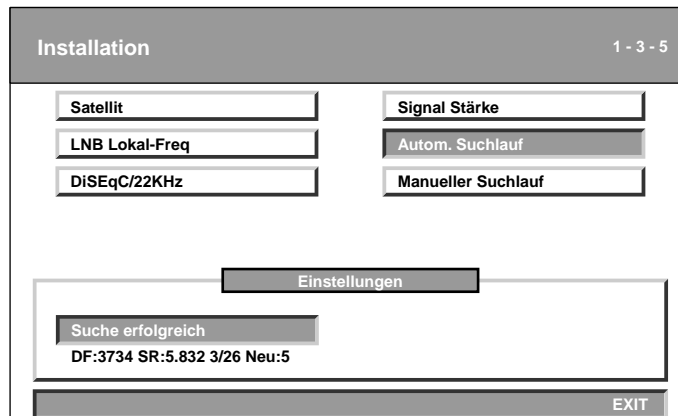 Installation 1 - 3 - 5
Satellit Signal Stärke
LNB Lokal-Freq Autom. Suchlauf
DiSEqC/22KHz Manueller Suchlauf
Einstellungen
Suche erfolgreich
DF:3734 SR:5.832 3/26 Neu:5
EXIT